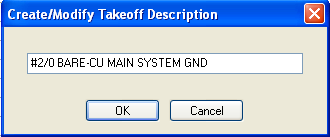 Create/Modify Takeoff Description
#2/0 BARE-CU MAIN SYSTEM GND
OK Cancel